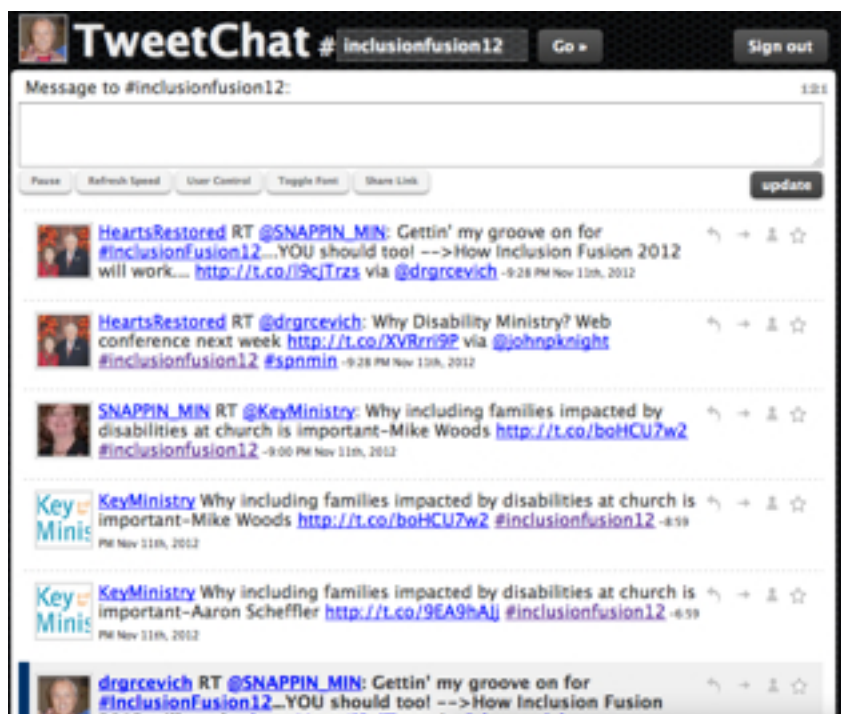 TweetChat # inclusionfusion12 Go » Sign out
Message to #inclusionfusion12: 121
Pause Refresh Speed User Control Toggle Font Share Link update
HeartsRestored RT @SNAPPIN_MIN: Gettin' my groove on for
#InclusionFusion12...YOU should too! -->How Inclusion Fusion 2012
will work.... http://t.co/I9cjTrzs via @drgrcevich -9:28 PM Nov 11th, 2012
HeartsRestored RT @drgrcevich: Why Disability Ministry? Web
conference next week http://t.co/XVRrri9P via @johnpknight
#inclusionfusion12 #spnmin -9:28 PM Nov 11th, 2012
SNAPPIN_MIN RT @KeyMinistry: Why including families impacted by
disabilities at church is important-Mike Woods http://t.co/boHCU7w2
#inclusionfusion12 -9:00 PM Nov 11th, 2012
Key
Minis
KeyMinistry Why including families impacted by disabilities at church is
important-Mike Woods http://t.co/boHCU7w2 #inclusionfusion12 -8:59
PM Nov 11th, 2012
Key
Minis
KeyMinistry Why including families impacted by disabilities at church is
important-Aaron Scheffler http://t.co/9EA9hAJj #inclusionfusion12 -6:59
PM Nov 11th, 2012
drgrcevich RT @SNAPPIN_MIN: Gettin' my groove on for
#InclusionFusion12...YOU should too! -->How Inclusion Fusion